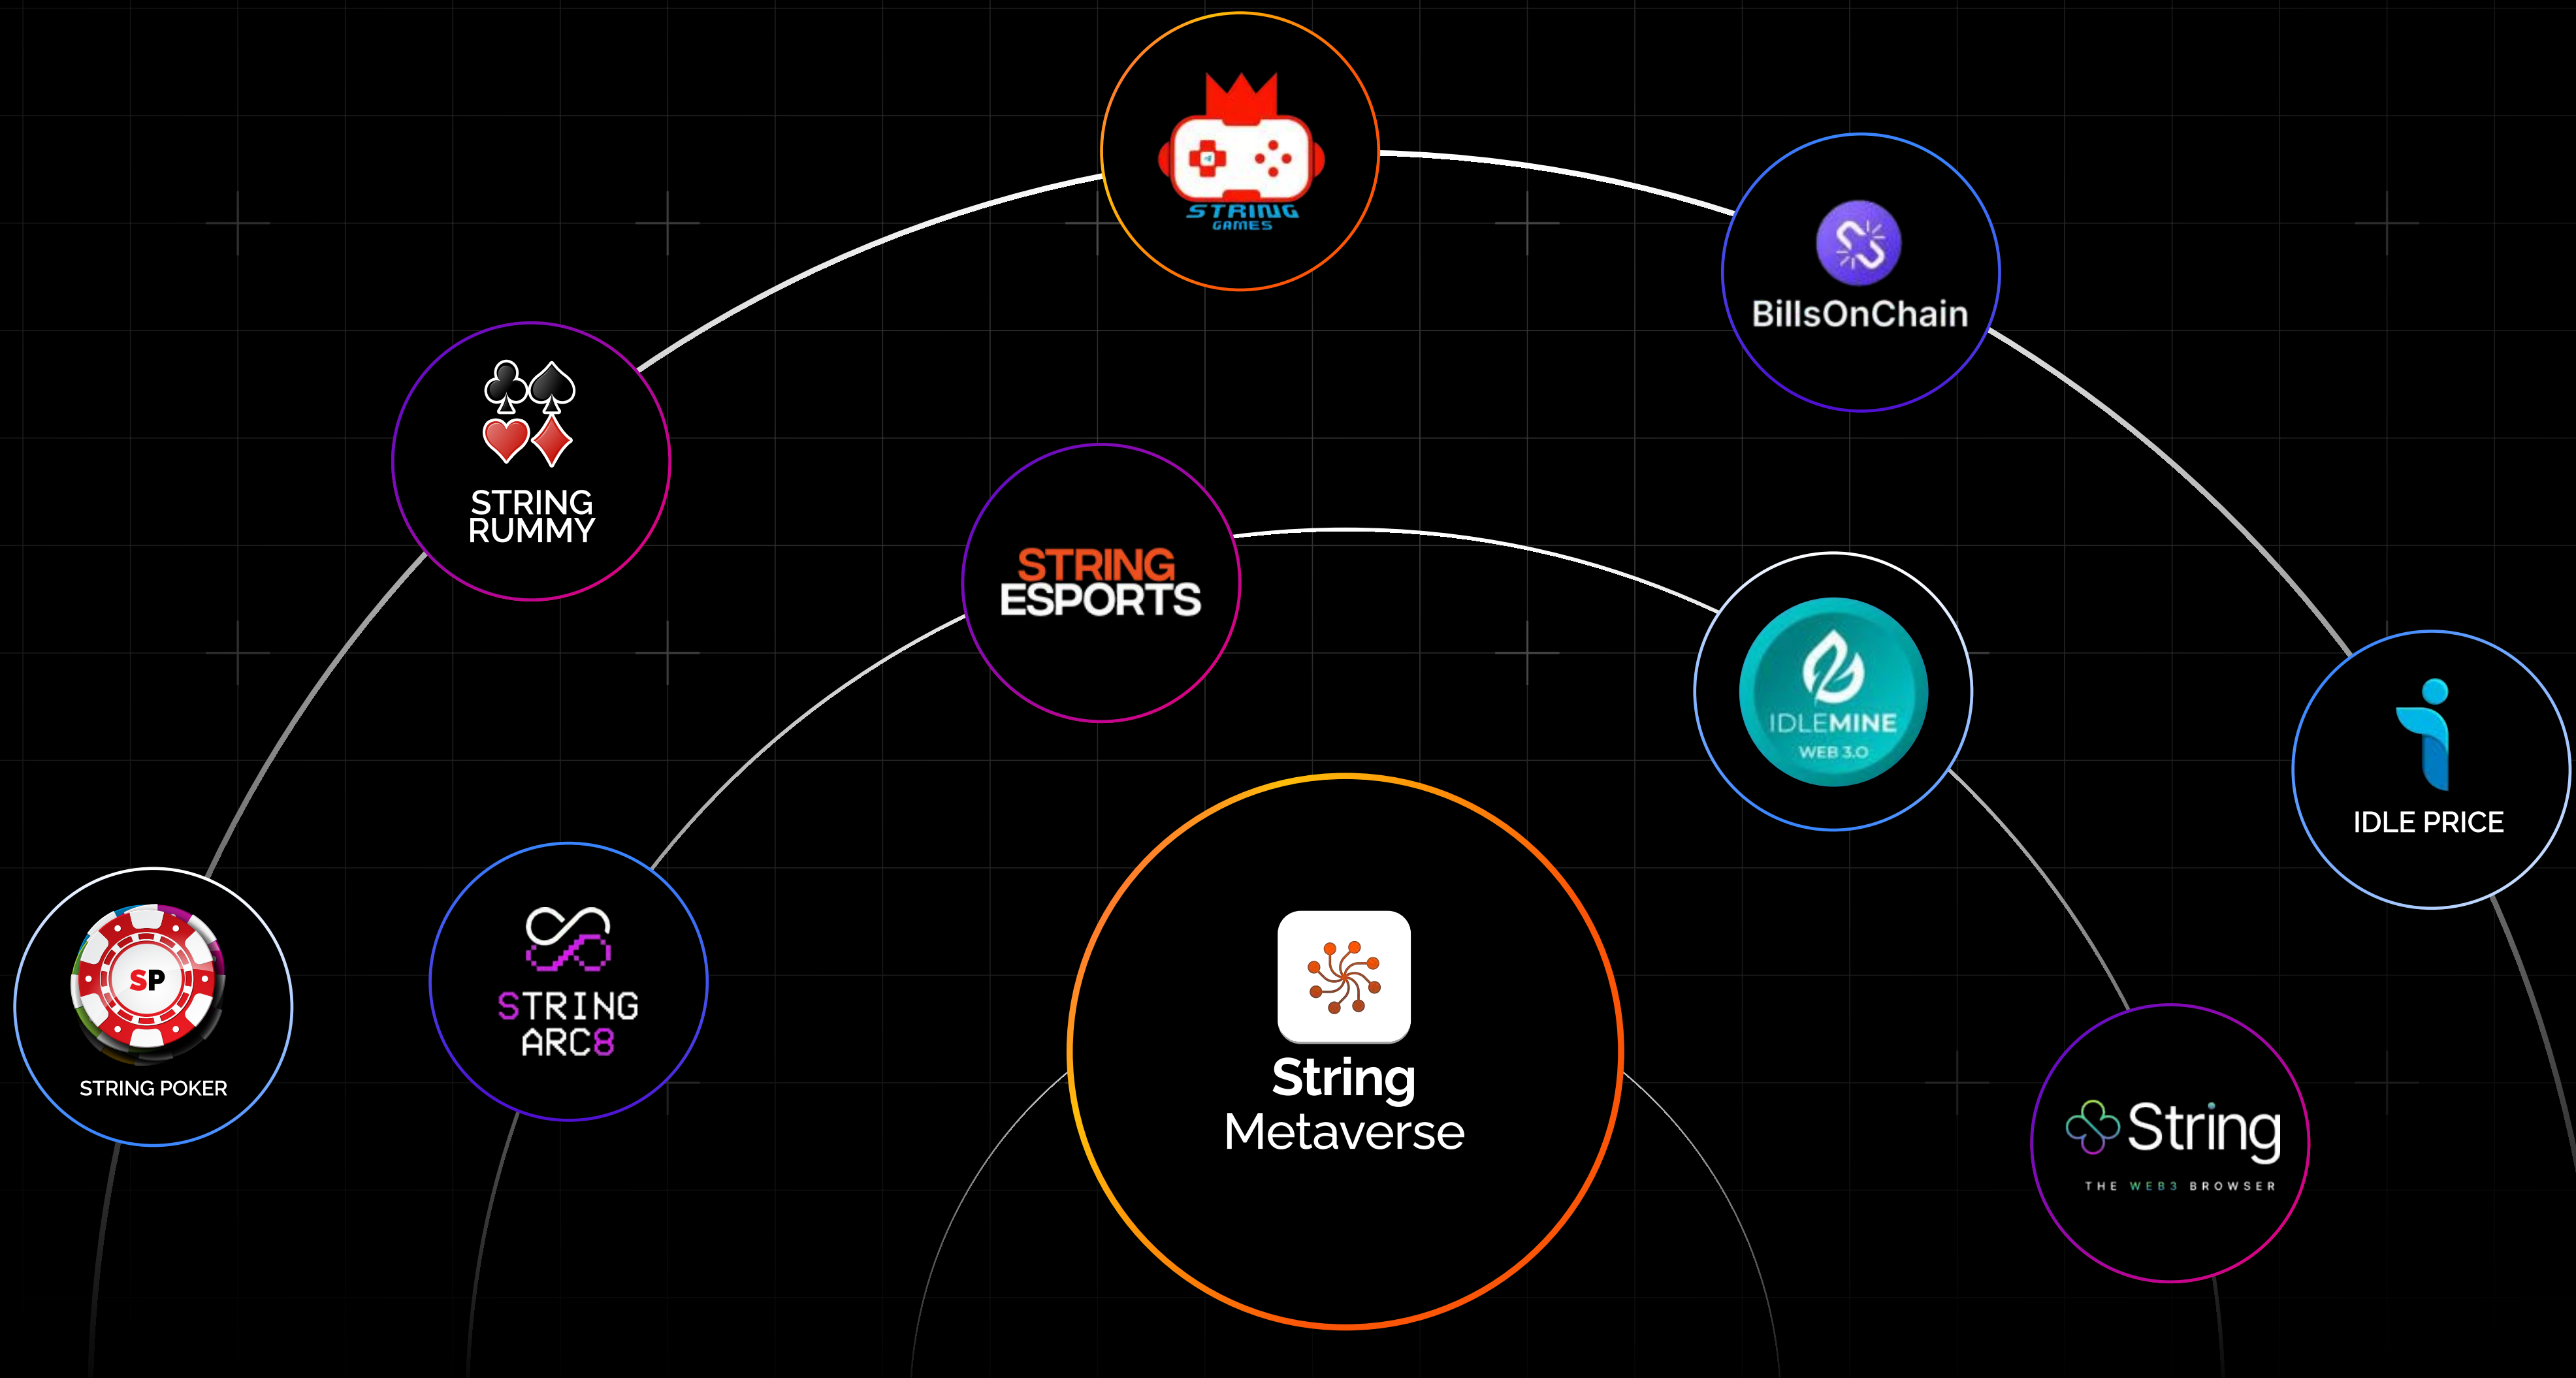 STRING
GAMES
BillsOnChain
STRING
RUMMY
STRING
ESPORTS
IDLEMINE
WEB 3.0
IDLE PRICE
SP
STRING POKER
STRING
ARC8
String
Metaverse
String
THE WEB3 BROWSER